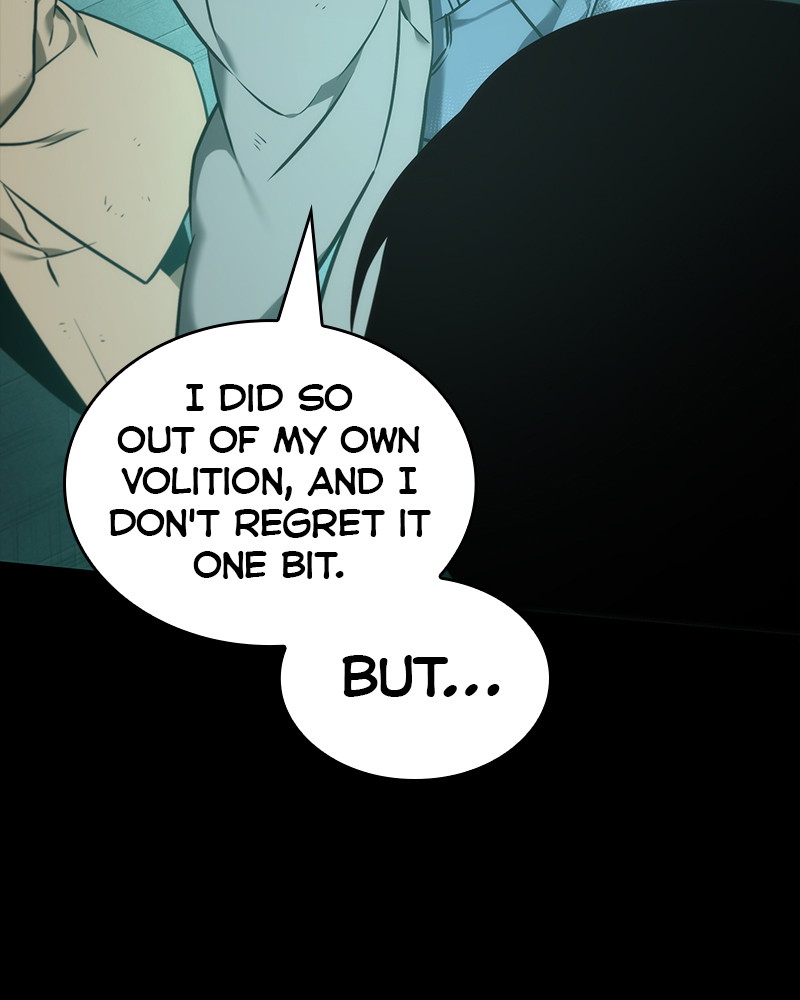 I DID SO
OUT OF MY OWN
VOLITION, AND I
DON'T REGRET IT
ONE BIT.
BUT...